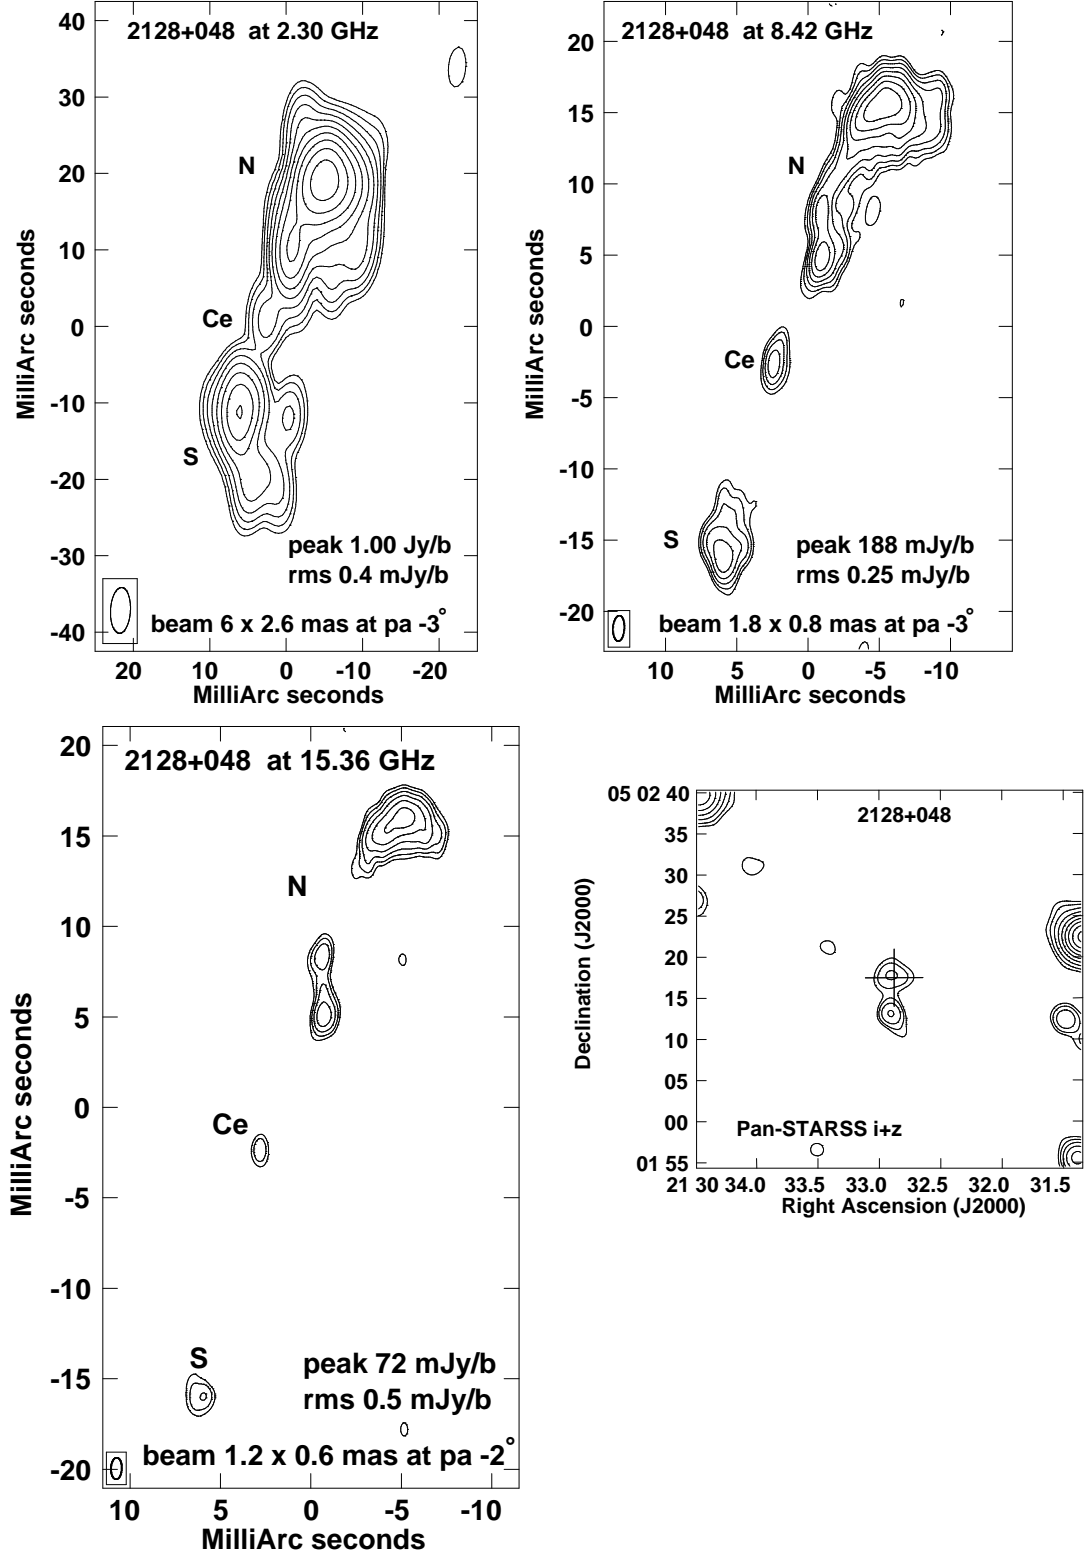 2128+048 at 2.30 GHz
40
30
20
10
0
-10
-20
-30
-40
MilliArc seconds
N
Ce
S
peak 1.00 Jy/b
rms 0.4 mJy/b
beam 6 x 2.6 mas at pa -3°
20 10 0 -10 -20
MilliArc seconds
2128+048 at 8.42 GHz
20
15
10
5
0
-5
-10
-15
-20
MilliArc seconds
N
Ce
S
peak 188 mJy/b
rms 0.25 mJy/b
beam 1.8 x 0.8 mas at pa -3°
10 5 0 -5 -10
MilliArc seconds
2128+048 at 15.36 GHz
20
15
10
5
0
-5
-10
-15
-20
MilliArc seconds
N
Ce
S
peak 72 mJy/b
rms 0.5 mJy/b
beam 1.2 x 0.6 mas at pa -2°
10 5 0 -5 -10
MilliArc seconds
2128+048
05 02 40
35
30
25
20
15
10
05
00
01 55
Declination (J2000)
Pan-STARSS i+z
21 30 34.0 33.5 33.0 32.5 32.0 31.5
Right Ascension (J2000)